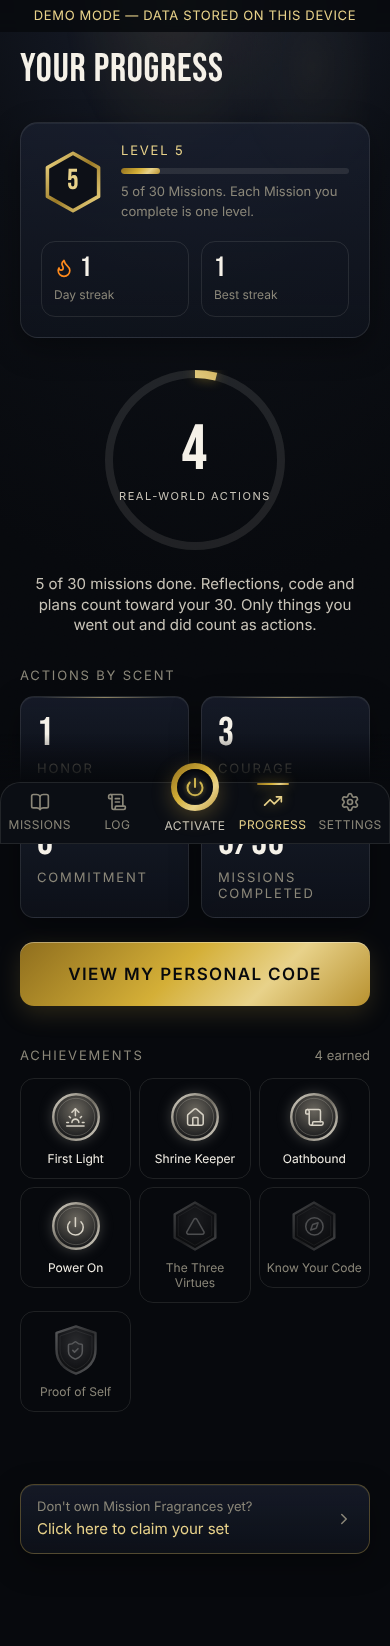 DEMO MODE — DATA STORED ON THIS DEVICE
YOUR PROGRESS
5
LEVEL 5
5 of 30 Missions. Each Mission you
complete is one level.
1
Day streak
1
Best streak
4
REAL-WORLD ACTIONS
5 of 30 missions done. Reflections, code and
plans count toward your 30. Only things you
went out and did count as actions.
ACTIONS BY SCENT
1
HONOR
3
COURAGE
MISSIONS
LOG
ACTIVATE
PROGRESS
SETTINGS
COMMITMENT
MISSIONS
COMPLETED
VIEW MY PERSONAL CODE
ACHIEVEMENTS
4 earned
First Light
Shrine Keeper
Oathbound
Power On
The Three
Virtues
Know Your Code
Proof of Self
Don't own Mission Fragrances yet?
Click here to claim your set